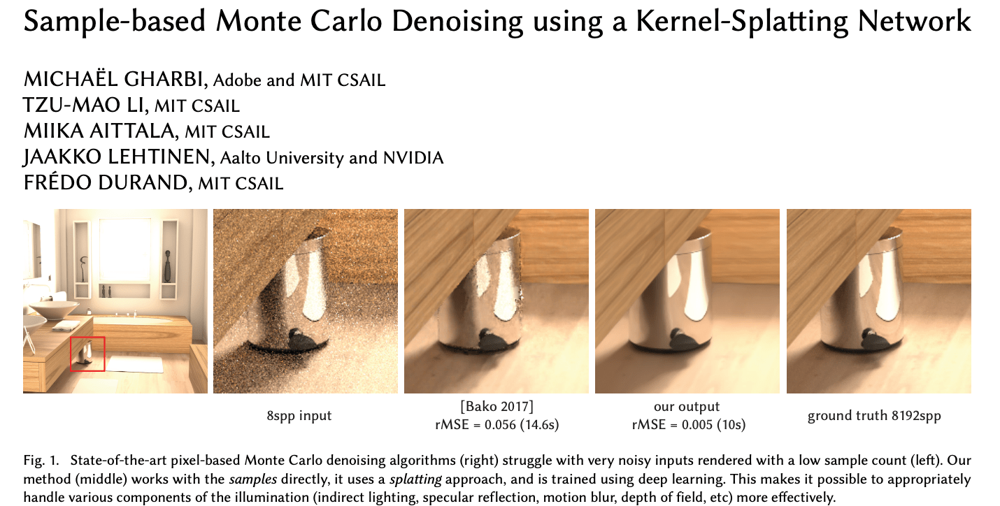 Sample-based Monte Carlo Denoising using a Kernel-Splatting Network
MICHAËL GHARBI, Adobe and MIT CSAIL
TZU-MAO LI, MIT CSAIL
MIIKA AITTALA, MIT CSAIL
JAAKKO LEHTINEN, Aalto University and NVIDIA
FRÉDO DURAND, MIT CSAIL
8spp input
[Bako 2017]
rMSE = 0.056 (14.6s)
our output
rMSE = 0.005 (10s)
ground truth 8192spp
Fig. 1. State-of-the-art pixel-based Monte Carlo denoising algorithms (right) struggle with very noisy inputs rendered with a low sample count (left). Our
method (middle) works with the samples directly, it uses a splatting approach, and is trained using deep learning. This makes it possible to appropriately
handle various components of the illumination (indirect lighting, specular reflection, motion blur, depth of field, etc) more effectively.